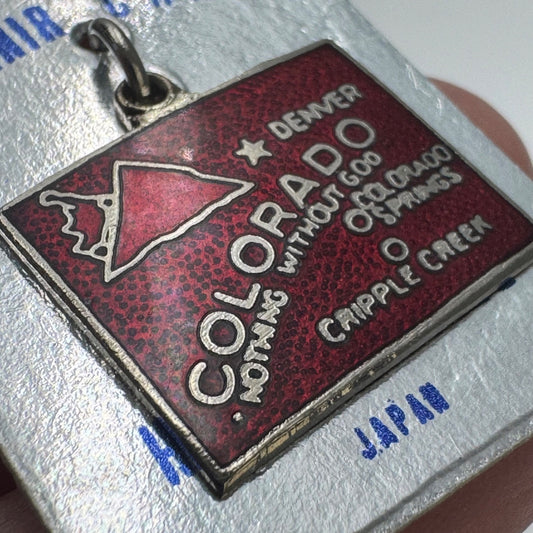 DENVER
COLORADO
NOTHING WITHOUT GOD
COLORADO
SPRINGS
CRIPPLE CREEK
JAPAN